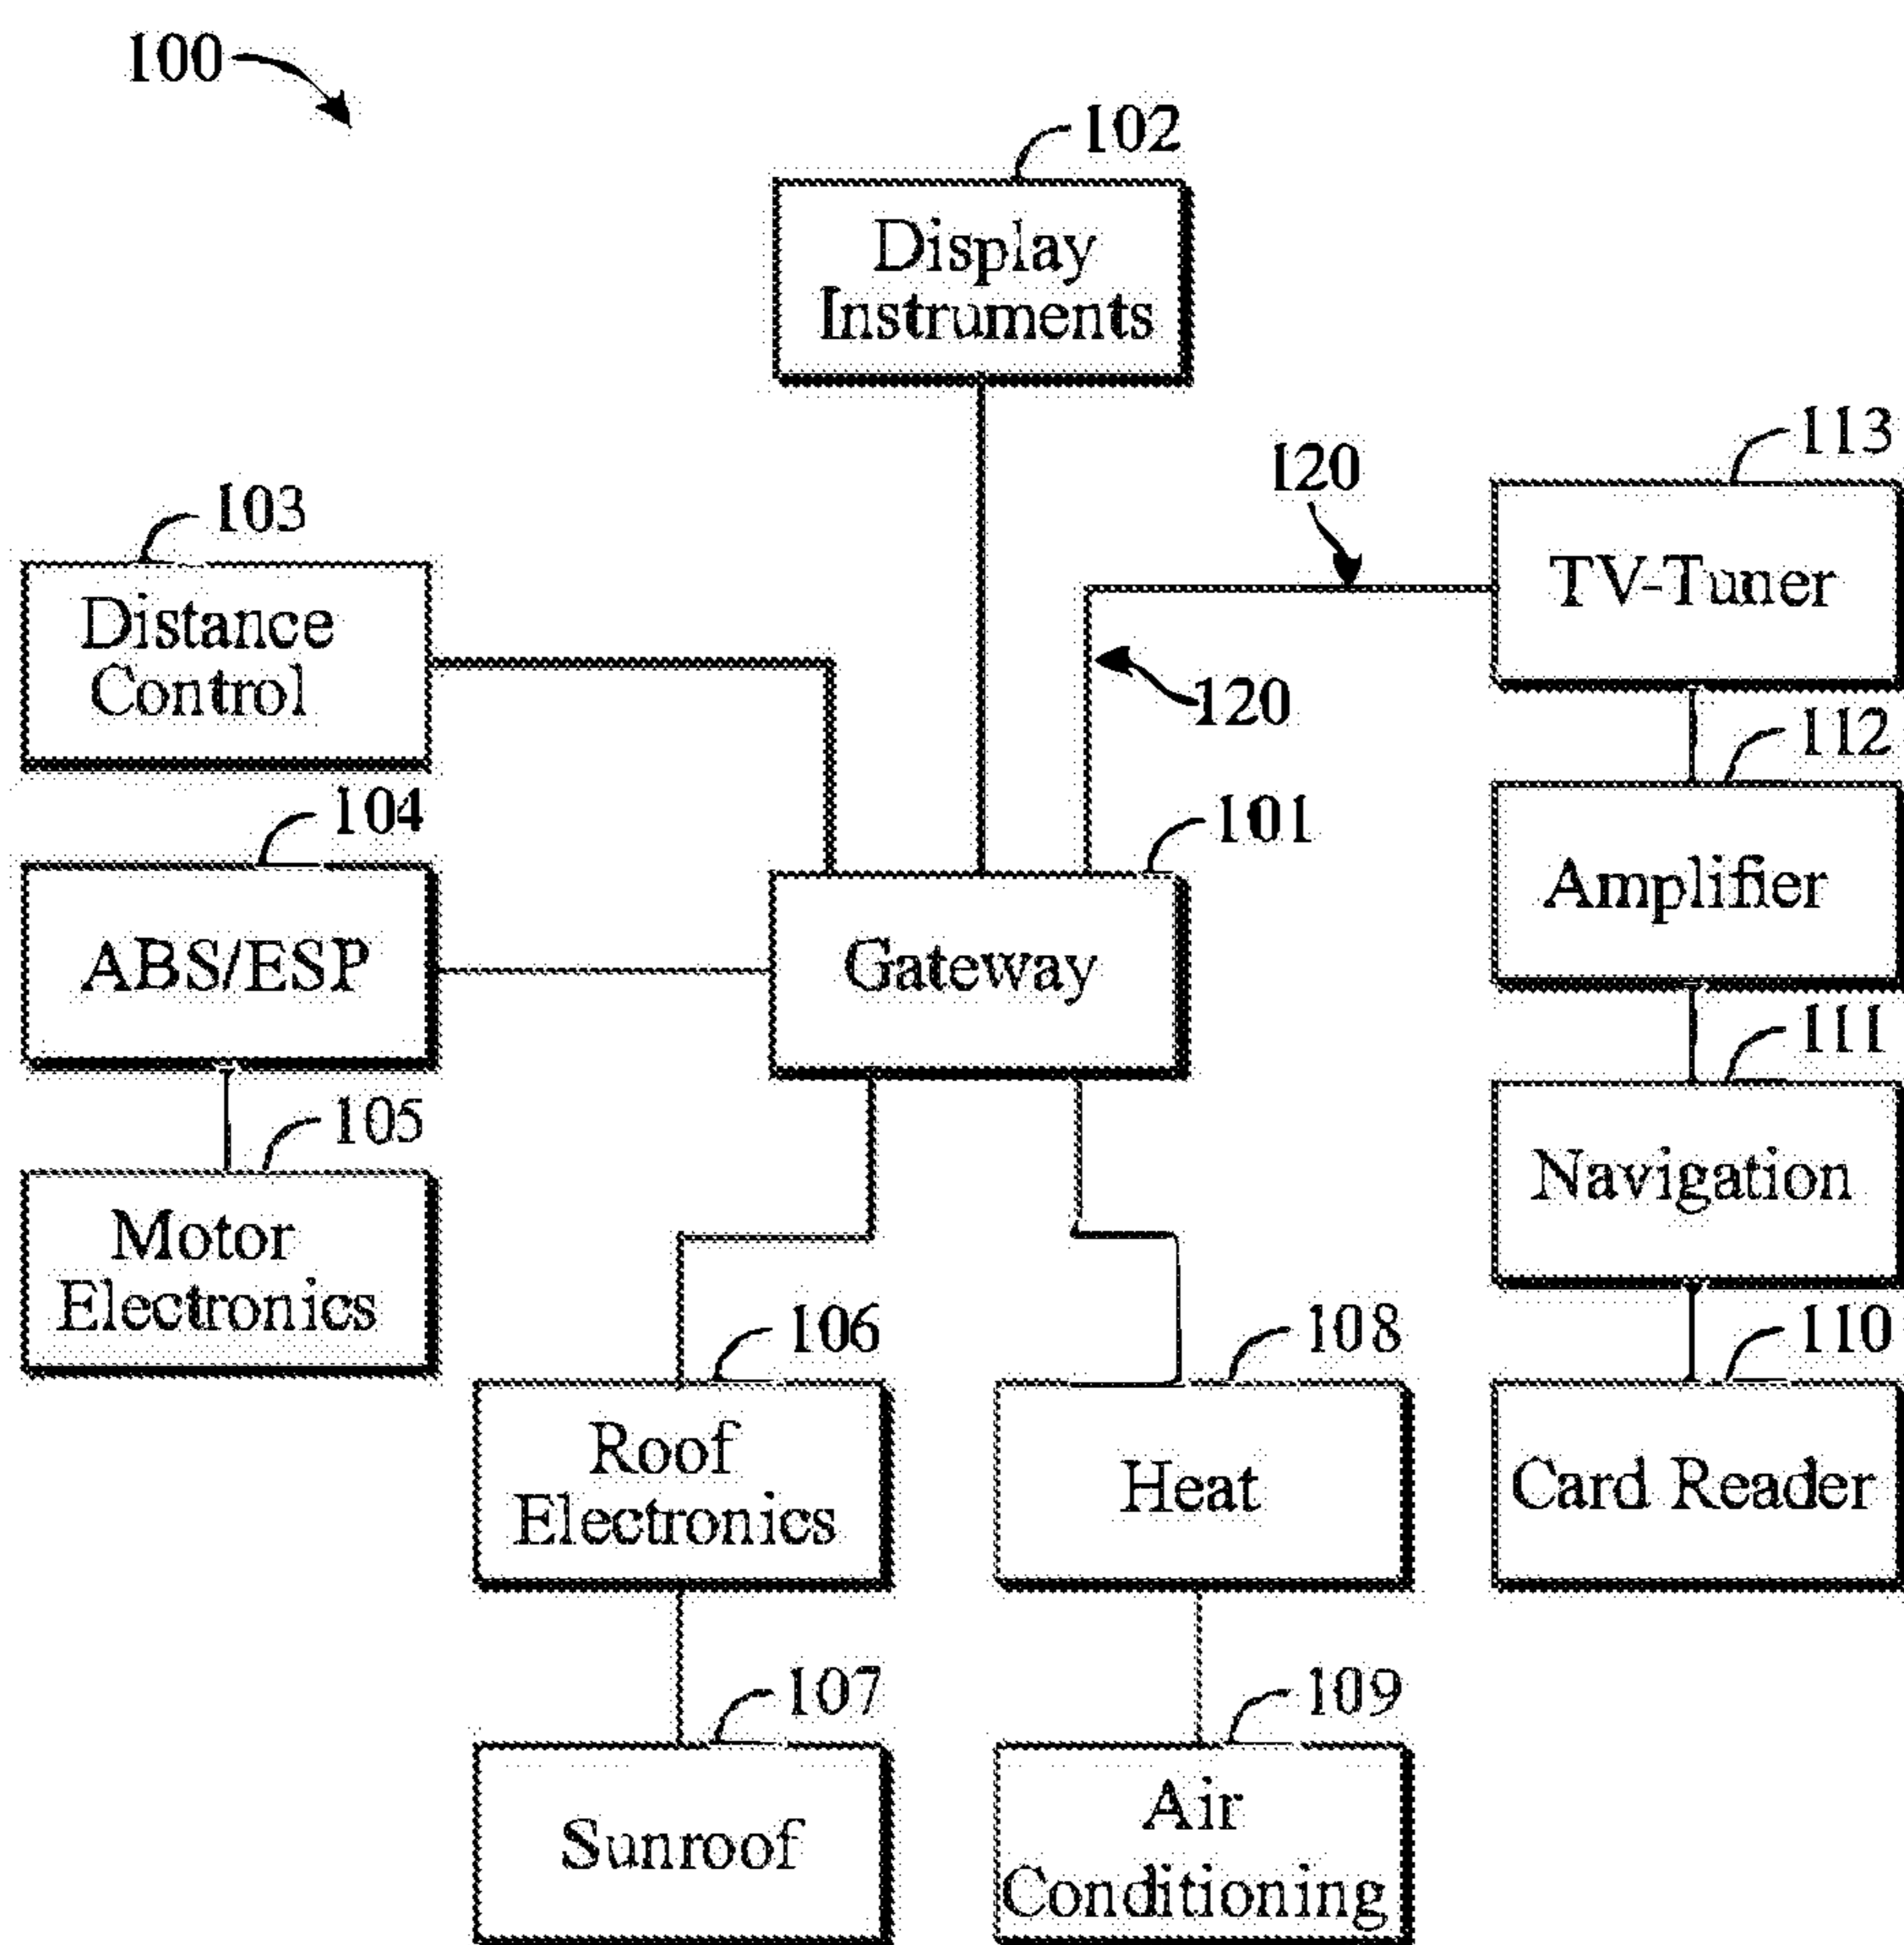 100
102
Display
Instruments
113
120
TV-Tuner
103
Distance
Control
120
112
104
101
Amplifier
ABS/ESP
Gateway
111
105
Navigation
Motor
Electronics
106
108
110
Roof
Electronics
Heat
Card Reader
107
109
Sunroof
Air
Conditioning